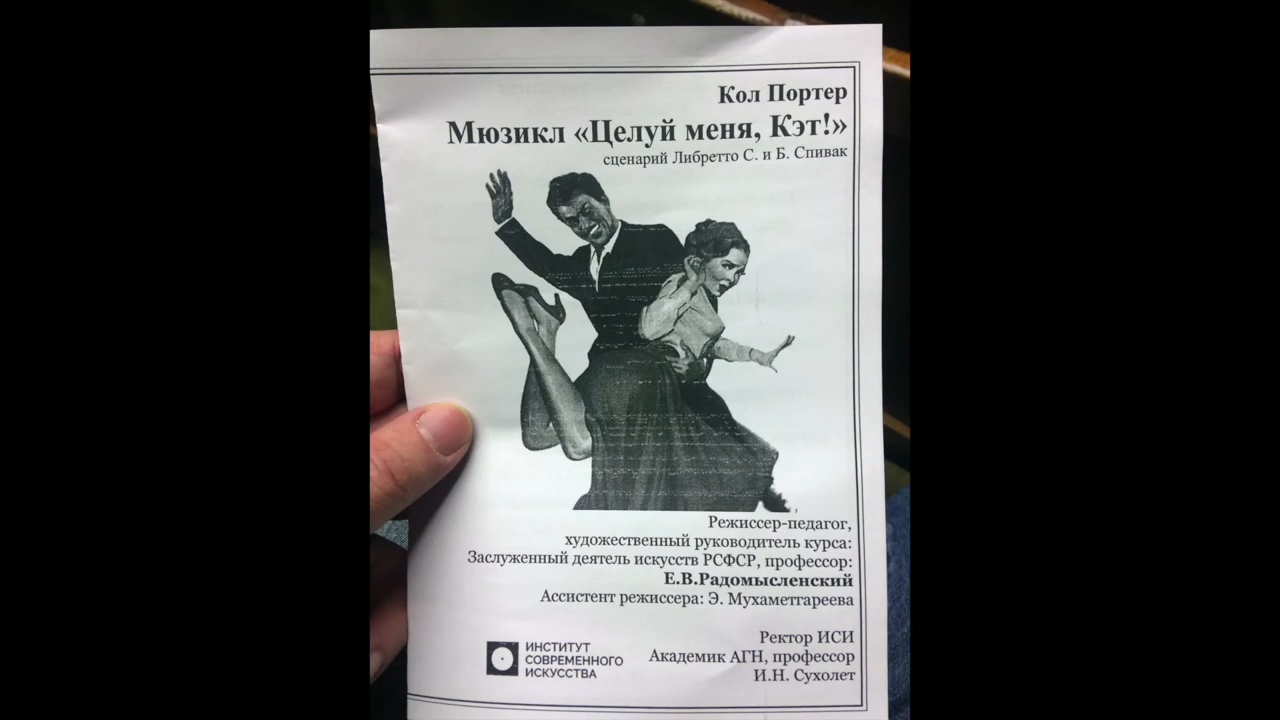 Кол Портер
Мюзикл «Целуй меня, Кэт!»
сценарий Либретто С. и Б. Спивак
Режиссер-педагог,
художественный руководитель курса:
Заслуженный деятель искусств РСФСР, профессор:
Е.В.Радомысленский
Ассистент режиссера: Э. Мухаметгареева
ИНСТИТУТ
СОВРЕМЕННОГО
ИСКУССТВА
Ректор ИСИ
Академик АГН, профессор
И.Н. Сухолет